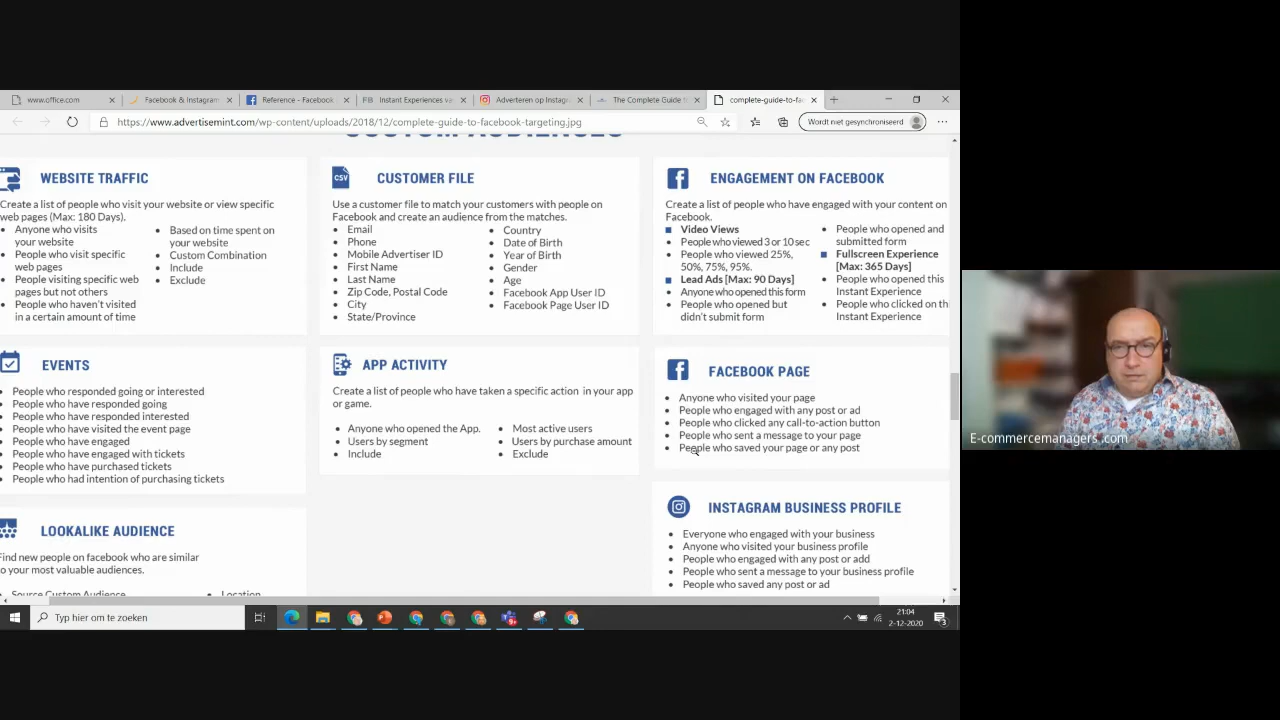 www.office.com
Facebook & Instagram
Reference - Facebook
Instant Experiences va
Adverteren op Instagr
The Complete Guide
complete-guide-to-fac
https://www.advertisemint.com/wp-content/uploads/2018/12/complete-guide-to-facebook-targeting.jpg
Wordt niet gesynchroniseerd
CUSTOM AUDIENCES
WEBSITE TRAFFIC
Create a list of people who visit your website or view specific
web pages (Max: 180 Days).
Anyone who visits
your website
People who visit specific
web pages
People visiting specific web
pages but not others
People who haven't visited
in a certain amount of time
Based on time spent on
your website
Custom Combination
Include
Exclude
CSV
CUSTOMER FILE
Use a customer file to match your customers with people on
Facebook and create an audience from the matches.
Email
Phone
Mobile Advertiser ID
First Name
Last Name
Zip Code, Postal Code
City
State/Province
Country
Date of Birth
Year of Birth
Gender
Age
Facebook App User ID
Facebook Page User ID
ENGAGEMENT ON FACEBOOK
Create a list of people who have engaged with your content on
Facebook.
Video Views
People who viewed 3 or 10 sec
People who viewed 25%,
50%, 75%, 95%.
Lead Ads [Max: 90 Days]
Anyone who opened this form
People who opened but
didn't submit form
People who opened and
submitted form
Fullscreen Experience
[Max: 365 Days]
People who opened this
Instant Experience
People who clicked on th
Instant Experience
EVENTS
People who responded going or interested
People who have responded going
People who have responded interested
People who have visited the event page
People who have engaged
People who have engaged with tickets
People who have purchased tickets
People who had intention of purchasing tickets
APP ACTIVITY
Create a list of people who have taken a specific action in your app
or game.
Anyone who opened the App.
Users by segment
Include
Most active users
Users by purchase amount
Exclude
FACEBOOK PAGE
Anyone who visited your page
People who engaged with any post or ad
People who clicked any call-to-action button
People who sent a message to your page
People who saved your page or any post
LOOKALIKE AUDIENCE
Find new people on facebook who are similar
to your most valuable audiences.
Source Custom Audience
Location
INSTAGRAM BUSINESS PROFILE
Everyone who engaged with your business
Anyone who visited your business profile
People who engaged with any post or add
People who sent a message to your business profile
People who saved any post or ad
Typ hier om te zoeken
21:04
2-12-2020
3
E-commercemanagers .com